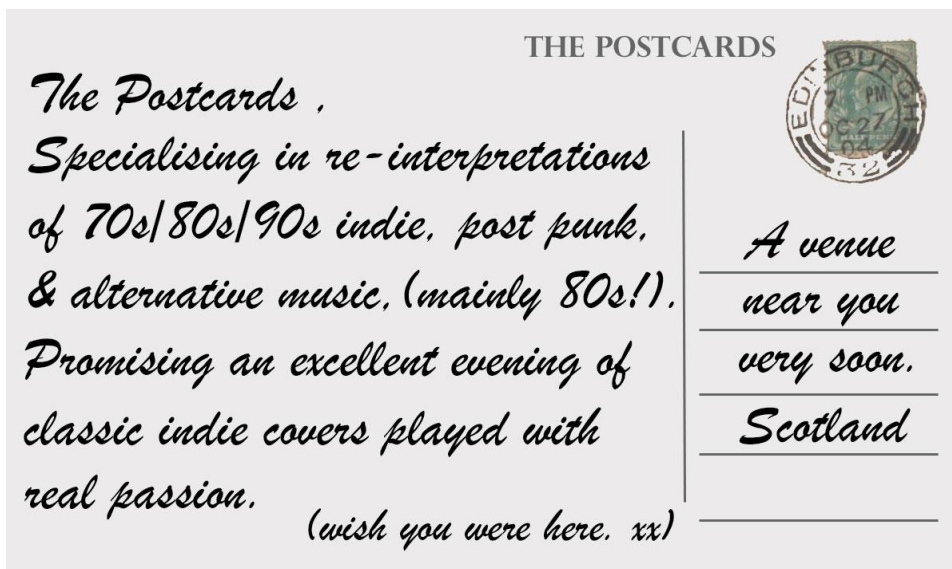 THE POSTCARDS
The Postcards ,
Specialising in re-interpretations
of 70s/80s/90s indie, post punk,
& alternative music, (mainly 80s!).
Promising an excellent evening of
classic indie covers played with
real passion.
(wish you were here. xx)
EDINBURGH
7 PM
OC 27
04
32
HALFPENNY
A venue
near you
very soon.
Scotland